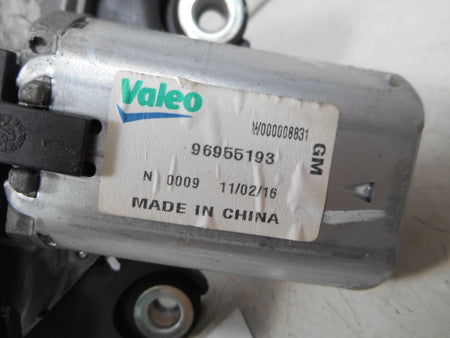 Valeo
W000008831
96955193
GM
N 0009 11/02/16
MADE IN CHINA